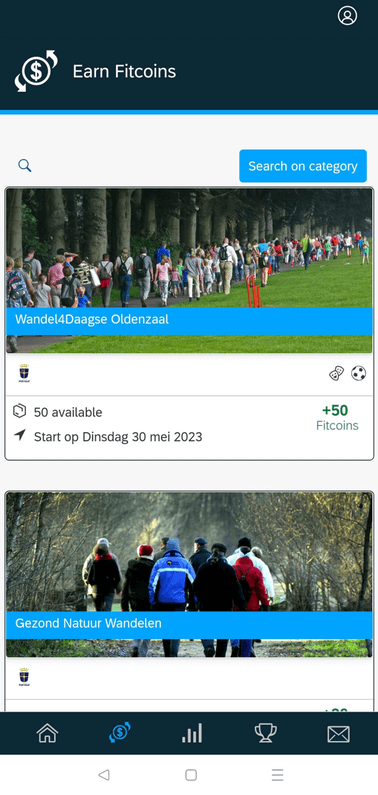 Earn Fitcoins
Search on category
Wandel4Daagse Oldenzaal
50 available
+50
Fitcoins
Start op Dinsdag 30 mei 2023
Gezond Natuur Wandelen